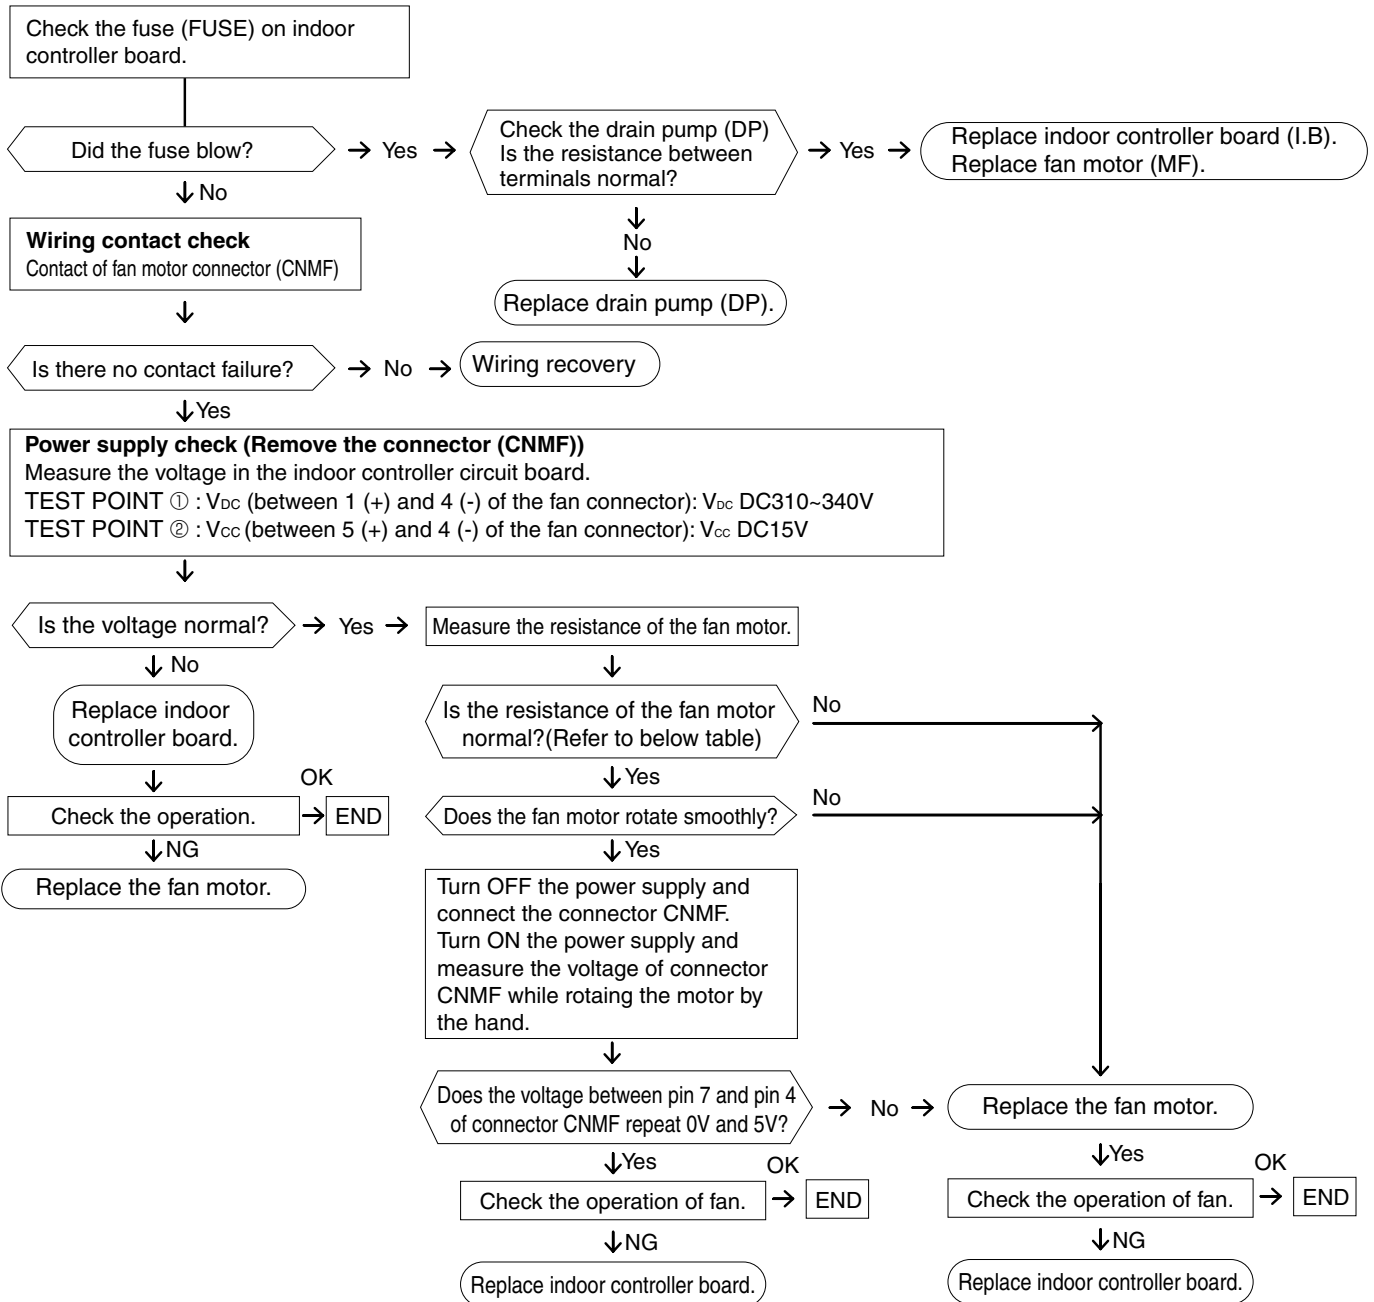 Check the fuse (FUSE) on indoor
controller board.
Did the fuse blow?
Yes
Check the drain pump (DP)
Is the resistance between
terminals normal?
Yes
Replace indoor controller board (I.B).
Replace fan motor (MF).
No
No
Replace drain pump (DP).
Wiring contact check
Contact of fan motor connector (CNMF)
Is there no contact failure?
No
Wiring recovery
Yes
Power supply check (Remove the connector (CNMF))
Measure the voltage in the indoor controller circuit board.
TEST POINT ① : VDC (between 1 (+) and 4 (-) of the fan connector): VDC DC310~340V
TEST POINT ② : VCC (between 5 (+) and 4 (-) of the fan connector): VCC DC15V
Is the voltage normal?
Yes
Measure the resistance of the fan motor.
No
Replace indoor
controller board.
Check the operation.
OK
END
NG
Replace the fan motor.
Is the resistance of the fan motor
normal?(Refer to below table)
No
Yes
Does the fan motor rotate smoothly?
No
Yes
Turn OFF the power supply and
connect the connector CNMF.
Turn ON the power supply and
measure the voltage of connector
CNMF while rotaing the motor by
the hand.
Does the voltage between pin 7 and pin 4
of connector CNMF repeat 0V and 5V?
No
Replace the fan motor.
Yes
Check the operation of fan.
OK
END
NG
Replace indoor controller board.
Yes
Check the operation of fan.
OK
END
NG
Replace indoor controller board.